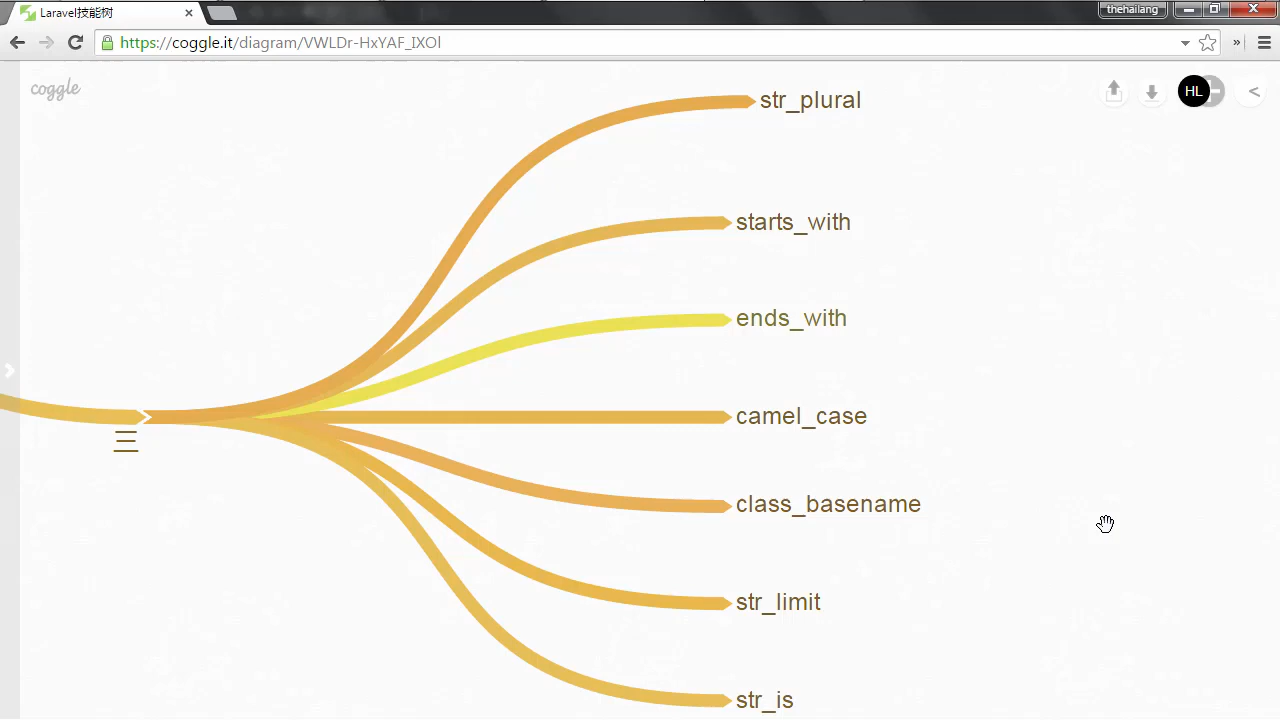 Laravel技能树
thehailang
https://coggle.it/diagram/VWLDr-HxYAF_IXOl
coggle
HL
str_plural
starts_with
ends_with
camel_case
class_basename
str_limit
str_is